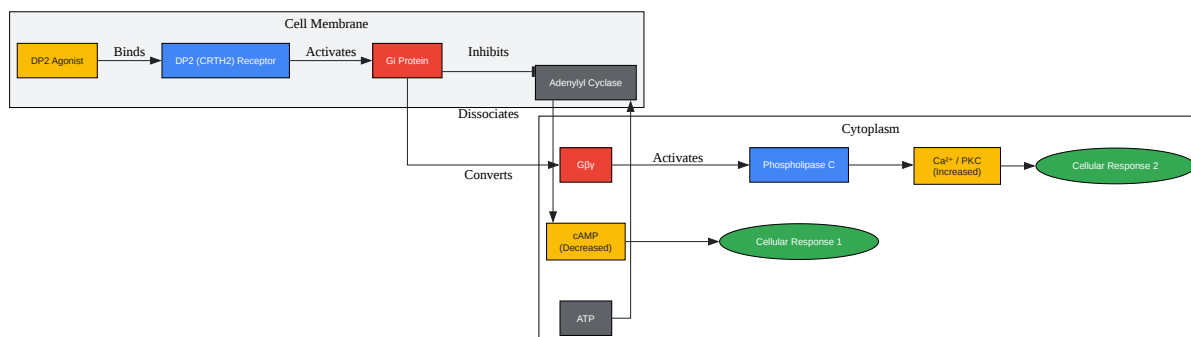 Cell Membrane
DP2 Agonist
Binds
DP2 (CRTH2) Receptor
Activates
Gi Protein
Inhibits
Adenylyl Cyclase
Dissociates
Cytoplasm
Converts
Gβγ
Activates
Phospholipase C
Ca²⁺ / PKC
(Increased)
Cellular Response 2
cAMP
(Decreased)
Cellular Response 1
ATP